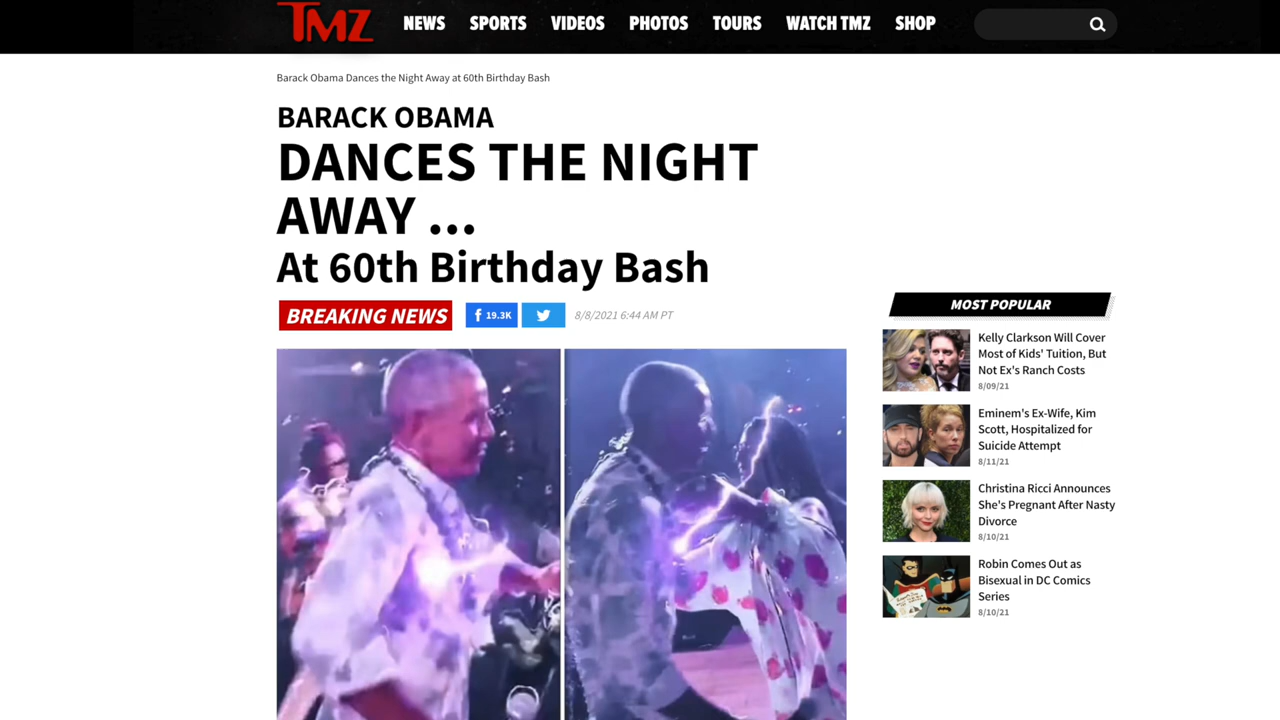 TMZ
NEWS SPORTS VIDEOS PHOTOS TOURS WATCH TMZ SHOP
Barack Obama Dances the Night Away at 60th Birthday Bash
BARACK OBAMA
DANCES THE NIGHT
AWAY ...
At 60th Birthday Bash
BREAKING NEWS
f 19.3K
8/8/2021 6:44 AM PT
MOST POPULAR
Kelly Clarkson Will Cover
Most of Kids' Tuition, But
Not Ex's Ranch Costs
8/09/21
Eminem's Ex-Wife, Kim
Scott, Hospitalized for
Suicide Attempt
8/11/21
Christina Ricci Announces
She's Pregnant After Nasty
Divorce
8/10/21
Robin Comes Out as
Bisexual in DC Comics
Series
8/10/21